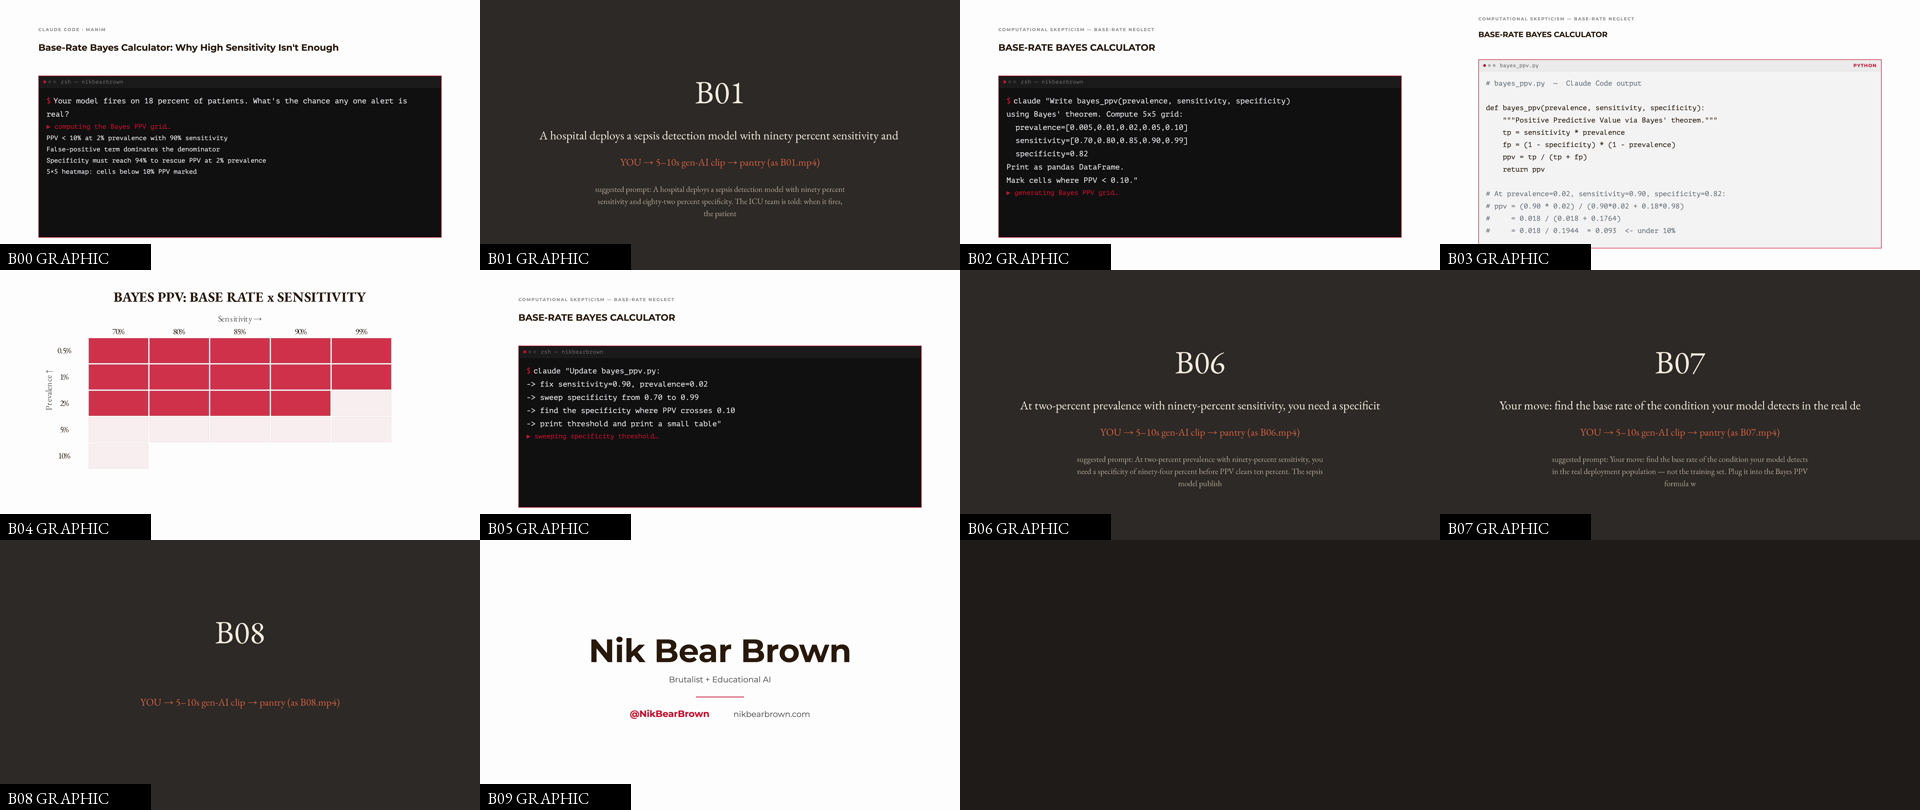 CLAUDE CODE · MANIM
Base-Rate Bayes Calculator: Why High Sensitivity Isn't Enough
zsh — nikbearbrown
$ Your model fires on 18 percent of patients. What's the chance any one alert is
real?
▶ computing the Bayes PPV grid…
PPV < 10% at 2% prevalence with 90% sensitivity
False-positive term dominates the denominator
Specificity must reach 94% to rescue PPV at 2% prevalence
5×5 heatmap: cells below 10% PPV marked
B00 GRAPHIC
B01
A hospital deploys a sepsis detection model with ninety percent sensitivity and
YOU → 5–10s gen-AI clip → pantry (as B01.mp4)
suggested prompt: A hospital deploys a sepsis detection model with ninety percent
sensitivity and eighty-two percent specificity. The ICU team is told: when it fires,
the patient
B01 GRAPHIC
COMPUTATIONAL SKEPTICISM — BASE-RATE NEGLECT
BASE-RATE BAYES CALCULATOR
zsh — nikbearbrown
$ claude "Write bayes_ppv(prevalence, sensitivity, specificity)
using Bayes' theorem. Compute 5x5 grid:
prevalence=[0.005,0.01,0.02,0.05,0.10]
sensitivity=[0.70,0.80,0.85,0.90,0.99]
specificity=0.82
Print as pandas DataFrame.
Mark cells where PPV < 0.10."
▶ generating Bayes PPV grid…
B02 GRAPHIC
COMPUTATIONAL SKEPTICISM — BASE-RATE NEGLECT
BASE-RATE BAYES CALCULATOR
bayes_ppv.py
PYTHON
# bayes_ppv.py — Claude Code output
def bayes_ppv(prevalence, sensitivity, specificity):
"""Positive Predictive Value via Bayes' theorem."""
tp = sensitivity * prevalence
fp = (1 - specificity) * (1 - prevalence)
ppv = tp / (tp + fp)
return ppv
# At prevalence=0.02, sensitivity=0.90, specificity=0.82:
# ppv = (0.90 * 0.02) / (0.90*0.02 + 0.18*0.98)
# = 0.018 / (0.018 + 0.1764)
# = 0.018 / 0.1944 = 0.093 <- under 10%
B03 GRAPHIC
BAYES PPV: BASE RATE x SENSITIVITY
Sensitivity →
70% 80% 85% 90% 99%
Prevalence ↑
0.5%
1%
2%
5%
10%
B04 GRAPHIC
COMPUTATIONAL SKEPTICISM — BASE-RATE NEGLECT
BASE-RATE BAYES CALCULATOR
zsh — nikbearbrown
$ claude "Update bayes_ppv.py:
-> fix sensitivity=0.90, prevalence=0.02
-> sweep specificity from 0.70 to 0.99
-> find the specificity where PPV crosses 0.10
-> print threshold and print a small table"
▶ sweeping specificity threshold…
B05 GRAPHIC
B06
At two-percent prevalence with ninety-percent sensitivity, you need a specificit
YOU → 5–10s gen-AI clip → pantry (as B06.mp4)
suggested prompt: At two-percent prevalence with ninety-percent sensitivity, you
need a specificity of ninety-four percent before PPV clears ten percent. The sepsis
model publish
B06 GRAPHIC
B07
Your move: find the base rate of the condition your model detects in the real de
YOU → 5–10s gen-AI clip → pantry (as B07.mp4)
suggested prompt: Your move: find the base rate of the condition your model detects
in the real deployment population — not the training set. Plug it into the Bayes PPV
formula w
B07 GRAPHIC
B08
YOU → 5–10s gen-AI clip → pantry (as B08.mp4)
B08 GRAPHIC
Nik Bear Brown
Brutalist + Educational AI
@NikBearBrown nikbearbrown.com
B09 GRAPHIC